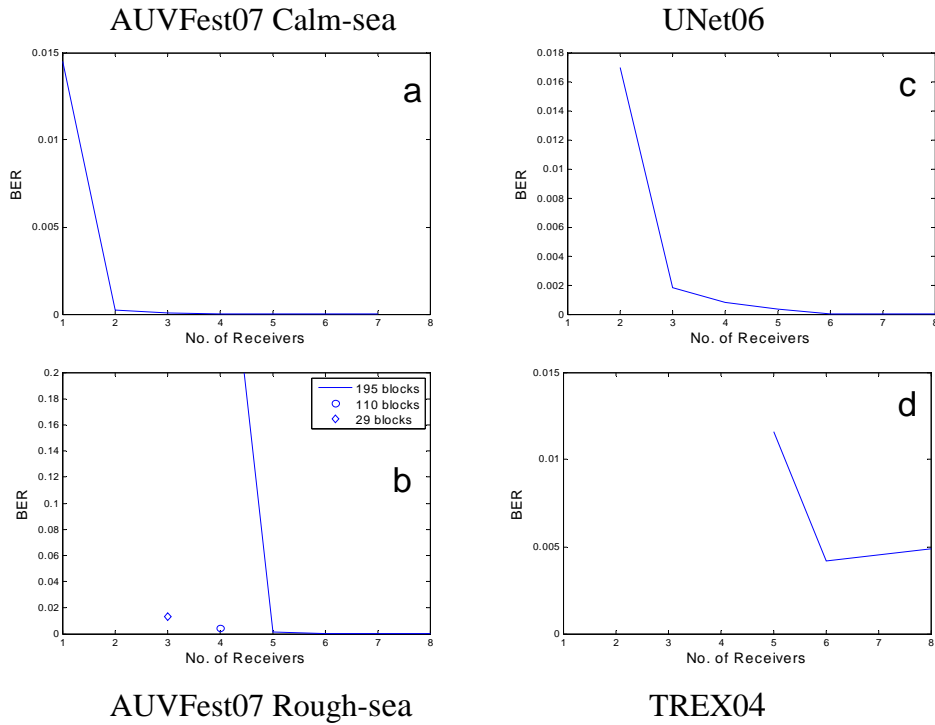 AUVFest07 Calm-sea
UNet06
0.015
0.01
0.005
0
BER
a
1 2 3 4 5 6 7 8
No. of Receivers
0.018
0.016
0.014
0.012
0.01
0.008
0.006
0.004
0.002
0
BER
c
1 2 3 4 5 6 7 8
No. of Receivers
0.2
0.18
0.16
0.14
0.12
0.1
0.08
0.06
0.04
0.02
0
BER
195 blocks
110 blocks
29 blocks
b
1 2 3 4 5 6 7 8
No. of Receivers
0.015
0.01
0.005
0
BER
d
1 2 3 4 5 6 7 8
No. of Receivers
AUVFest07 Rough-sea
TREX04